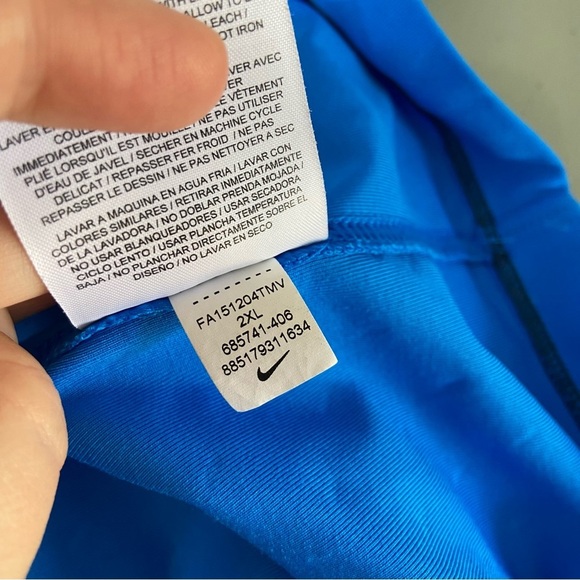 ALLOW TO
EACH /
NOT IRON
VER AVEC
LAVER
VÊTEMENT
IMMEDIATEMENT
PLIÉ LORSQU'IL EST MOUILLÉ / NE PAS UTILISER
D'EAU DE JAVEL / SECHER EN MACHINE CYCLE
DELICAT / REPASSER FER FROID / NE PAS
REPASSER LE DESSIN / NE PAS NETTOYER A SEC
LAVAR A MAQUINA EN AGUA FRIA / LAVAR CON
COLORES SIMILARES / RETIRAR INMEDIATAMENTE
DE LA LAVADORA / NO DOBLAR PRENDA MOJADA /
NO USAR BLANQUEADORES / USAR SECADORA
CICLO LENTO / USAR PLANCHA TEMPERATURA
BAJA / NO PLANCHAR DIRECTAMENTE SOBRE EL
DISEÑO / NO LAVAR EN SECO
FA151204TMV
2XL
685741-406
885179311634